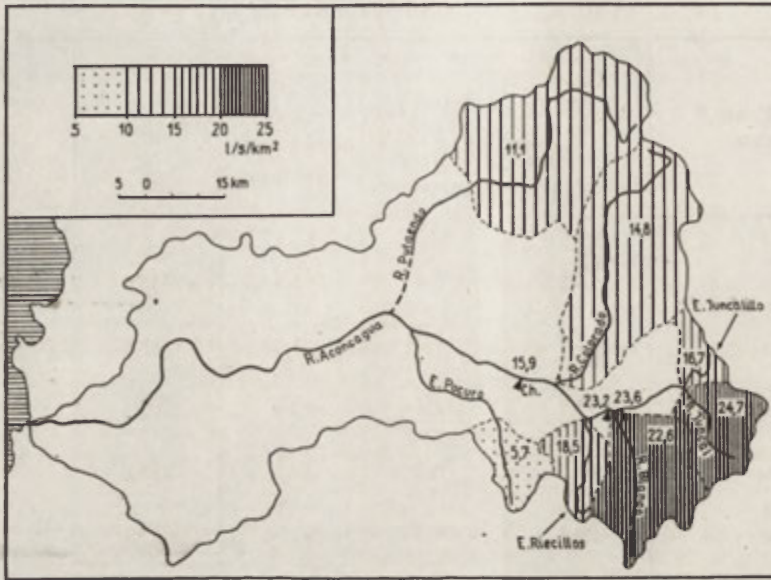 5 10 15 20 25
l/s/km²
5 0 15 km
11,1
14,8
R. Putaendo
E. Juncalillo
R. Colorado
R. Aconcagua
15,9
16,7
Ch.
E. Pocuro
23,2 23,6
24,7
22,6
5,7
18,5
R. Blanco
E. Riecillos